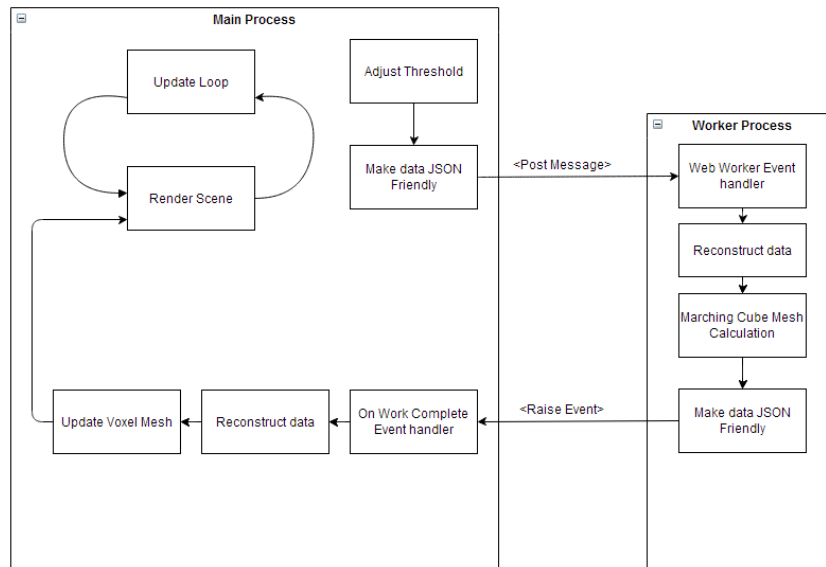 Main Process
Update Loop
Adjust Threshold
Render Scene
Make data JSON
Friendly
<Post Message>
Worker Process
Web Worker Event
handler
Reconstruct data
Marching Cube Mesh
Calculation
Make data JSON
Friendly
<Raise Event>
On Work Complete
Event handler
Reconstruct data
Update Voxel Mesh